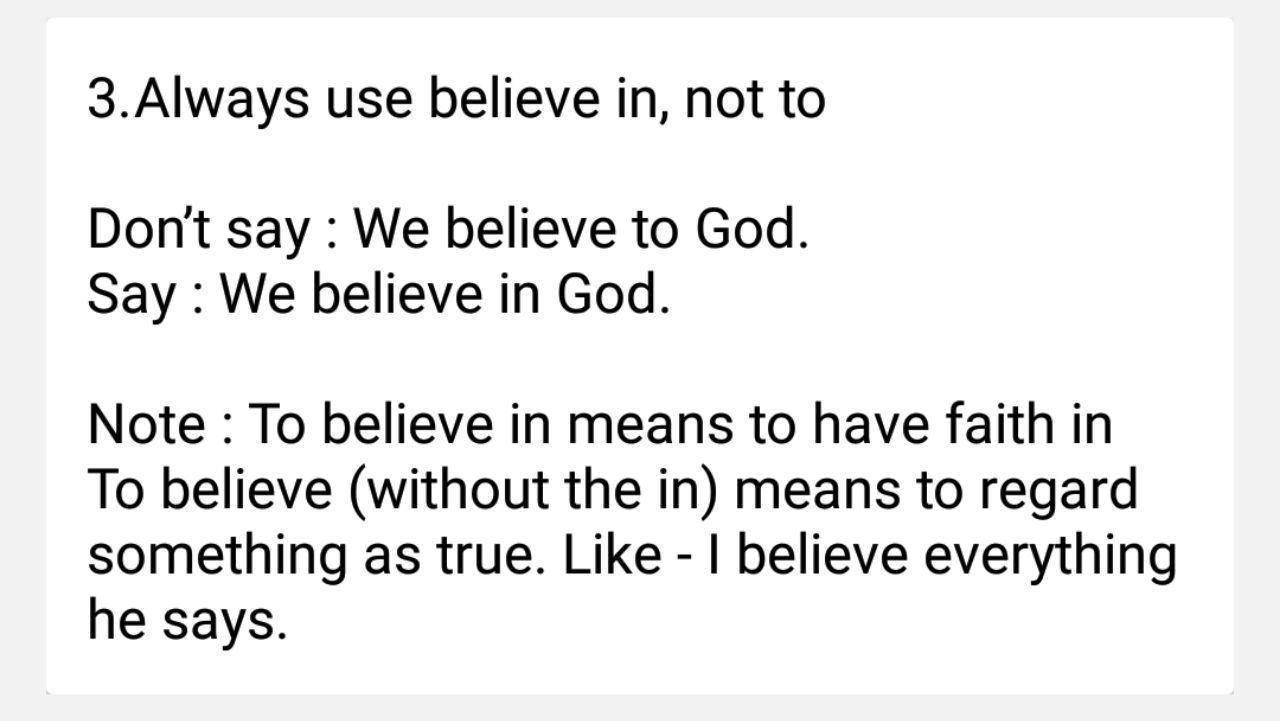 3.Always use believe in, not to
Don’t say : We believe to God.
Say : We believe in God.
Note : To believe in means to have faith in
To believe (without the in) means to regard
something as true. Like - I believe everything
he says.